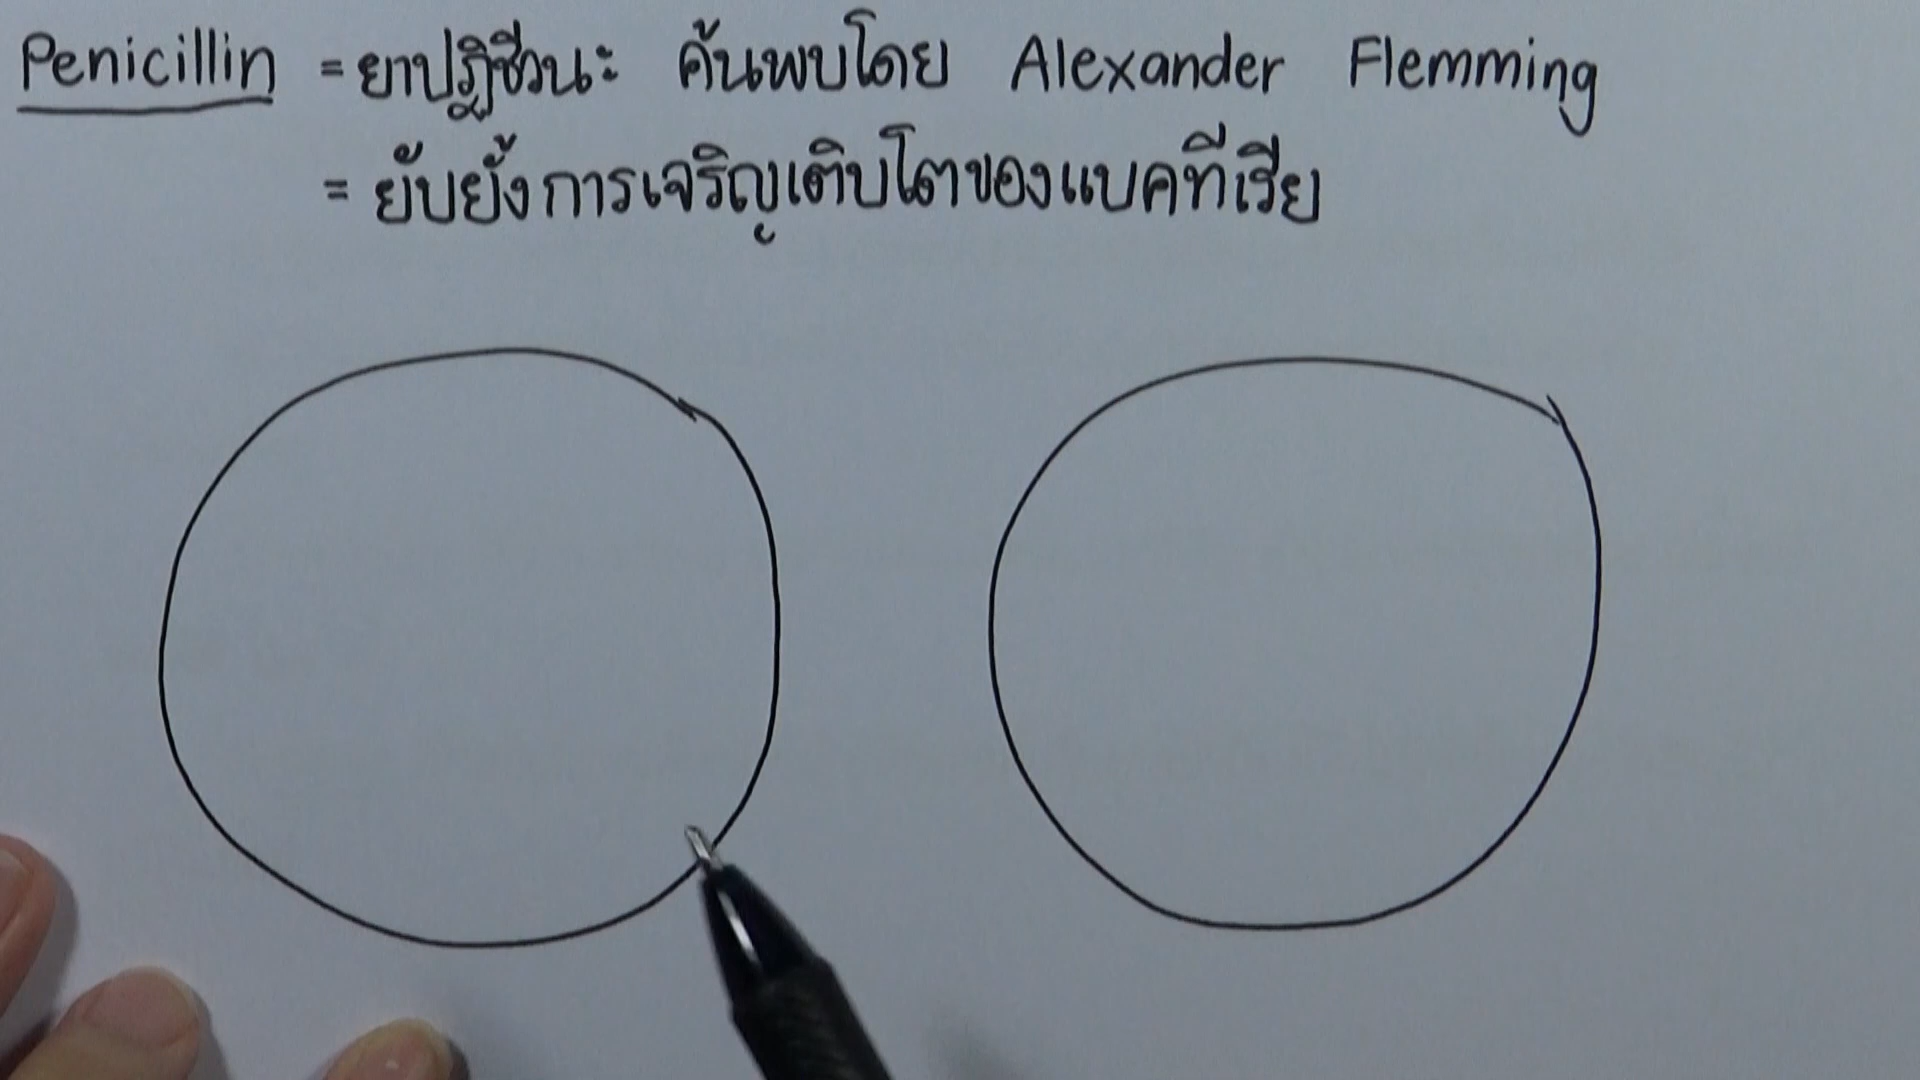 Penicillin = ยาปฏิชีวนะ ค้นพบโดย Alexander Flemming
= ยับยั้งการเจริญเติบโตของแบคทีเรีย